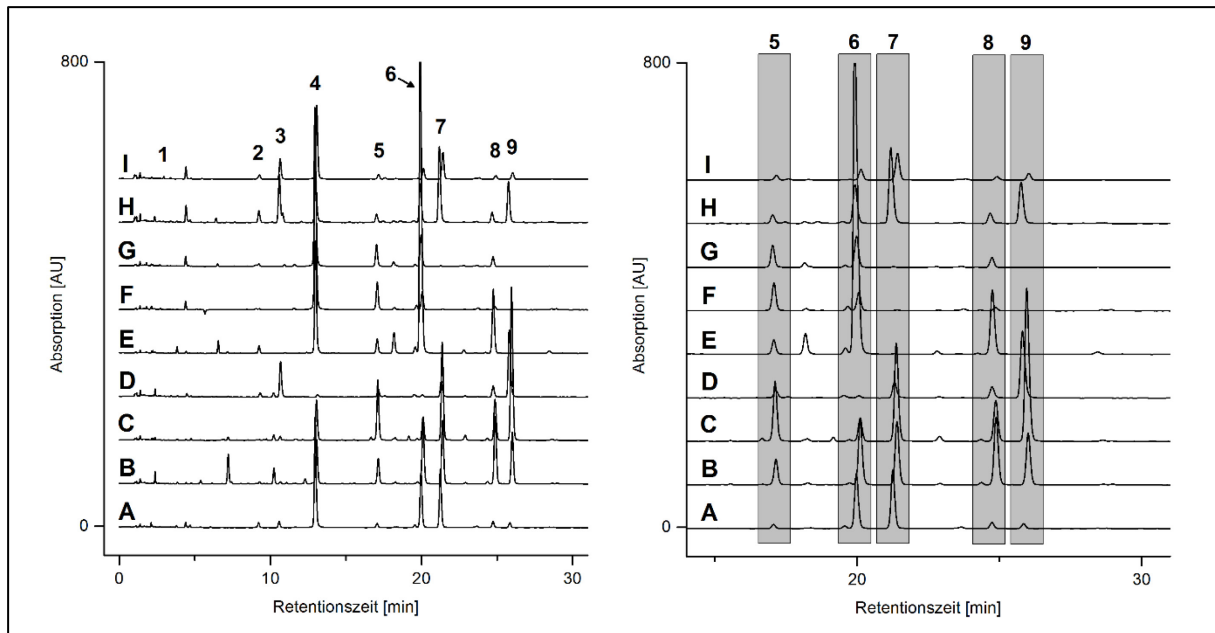 800
0
Absorption [AU]
I
H
G
F
E
D
C
B
A
1
2
3
4
5
6
7
8
9
0
10
20
30
Retentionszeit [min]
5
6
7
8
9
800
0
Absorption [AU]
I
H
G
F
E
D
C
B
A
20
30
Retentionszeit [min]